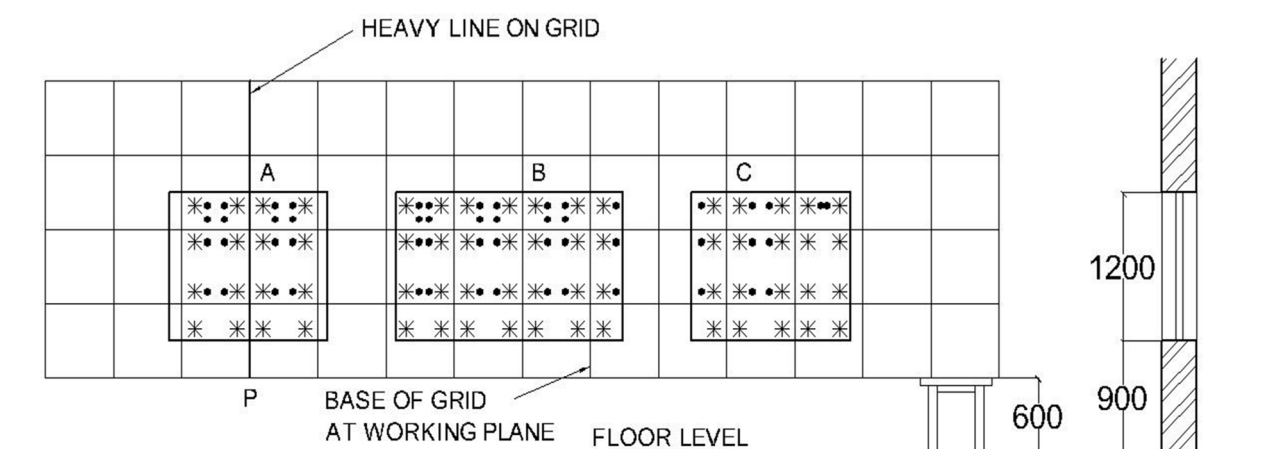 HEAVY LINE ON GRID
A
B
C
1200
P
BASE OF GRID
AT WORKING PLANE
FLOOR LEVEL
600
900